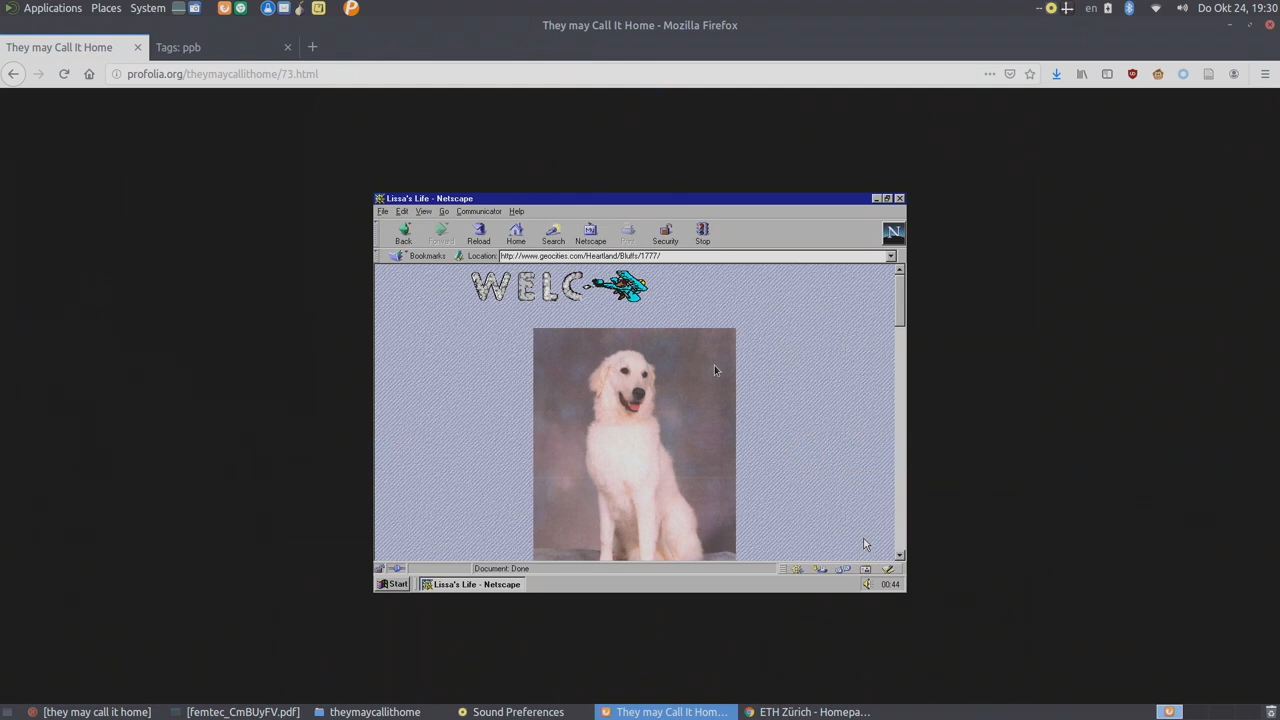 Applications Places System en Do Okt 24, 19:30
They may Call It Home - Mozilla Firefox
They may Call It Home Tags: ppb
profolia.org/theymaycallithome/73.html
Lissa's Life - Netscape
File Edit View Go Communicator Help
Back Forward Reload Home Search Netscape Print Security Stop
N
Bookmarks Location: http://www.geocities.com/Heartland/Bluffs/1777/
WELC
Document: Done
Start Lissa's Life - Netscape 00:44
[they may call it home] [femtec_CmBUyFV.pdf] theymaycallithome Sound Preferences They may Call It Hom... ETH Zürich - Homepa...